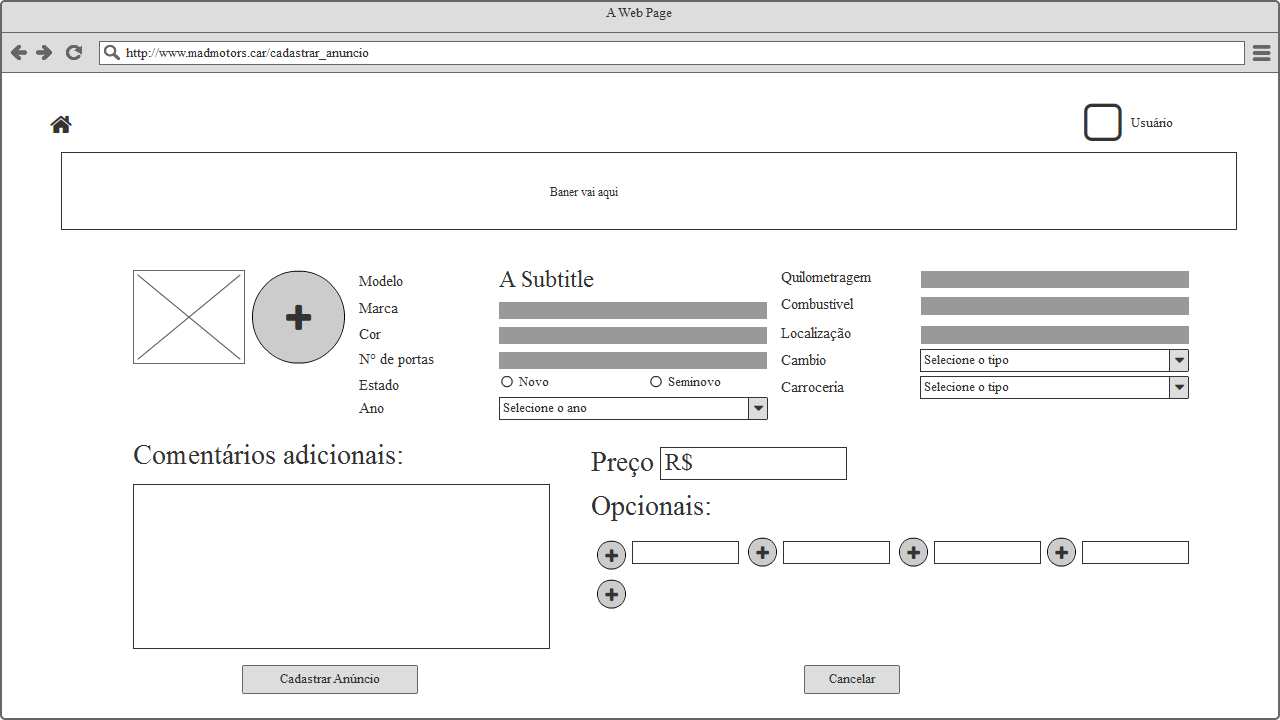 A Web Page
http://www.madmotors.car/cadastrar_anuncio
Usuário
Baner vai aqui
Modelo
A Subtitle
Marca
Cor
N° de portas
Estado
Novo
Seminovo
Ano
Selecione o ano
Quilometragem
Combustivel
Localização
Cambio
Selecione o tipo
Carroceria
Selecione o tipo
Comentários adicionais:
Preço R$
Opcionais:
Cadastrar Anúncio
Cancelar